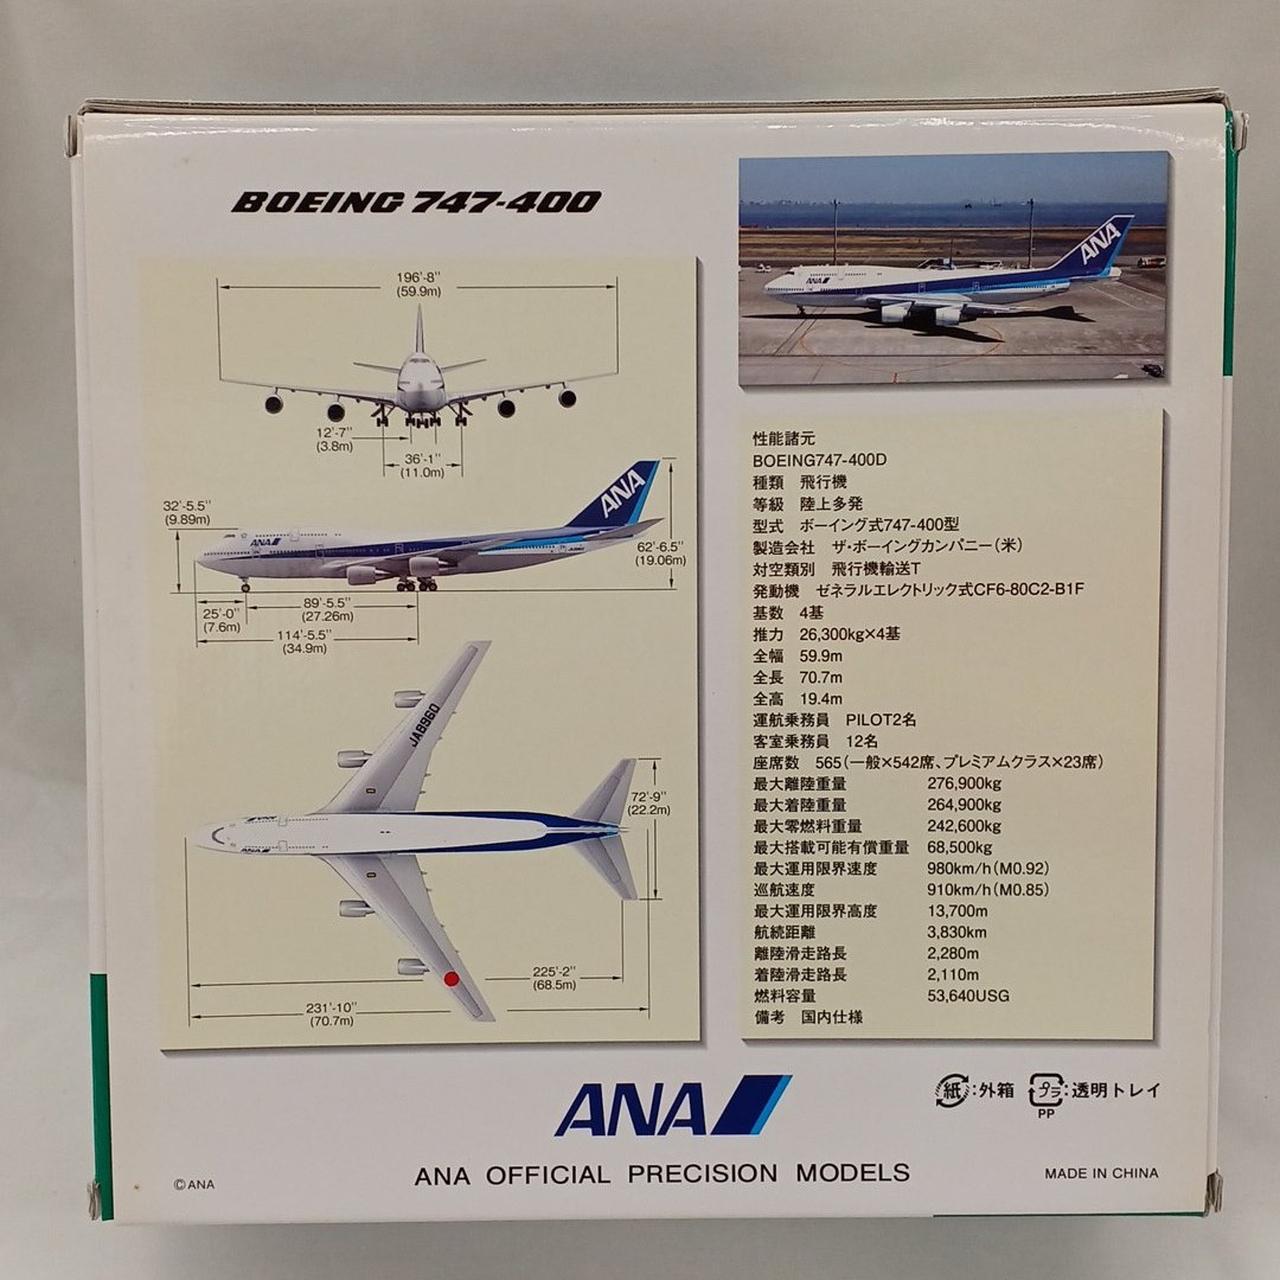 BOEING 747-400
196'-8"
(59.9m)
12'-7"
(3.8m)
36'-1"
(11.0m)
32'-5.5"
(9.89m)
ANA
ANA
62'-6.5"
(19.06m)
25'-0"
(7.6m)
89'-5.5"
(27.26m)
114'-5.5"
(34.9m)
JA8960
72'-9"
(22.2m)
ANA
225'-2"
(68.5m)
231'-10"
(70.7m)
ANA
ANA
性能諸元
BOEING747-400D
種類 飛行機
等級 陸上多発
型式 ボーイング式747-400型
製造会社 ザ・ボーイングカンパニー(米)
対空類別 飛行機輸送T
発動機 ゼネラルエレクトリック式CF6-80C2-B1F
基数 4基
推力 26,300kg×4基
全幅 59.9m
全長 70.7m
全高 19.4m
運航乗務員 PILOT2名
客室乗務員 12名
座席数 565(一般×542席、プレミアムクラス×23席)
最大離陸重量 276,900kg
最大着陸重量 264,900kg
最大零燃料重量 242,600kg
最大搭載可能有償重量 68,500kg
最大運用限界速度 980km/h(M0.92)
巡航速度 910km/h(M0.85)
最大運用限界高度 13,700m
航続距離 3,830km
離陸滑走路長 2,280m
着陸滑走路長 2,110m
燃料容量 53,640USG
備考 国内仕様
紙:外箱 プラ:透明トレイ
PP
ANA
ANA OFFICIAL PRECISION MODELS
©ANA
MADE IN CHINA